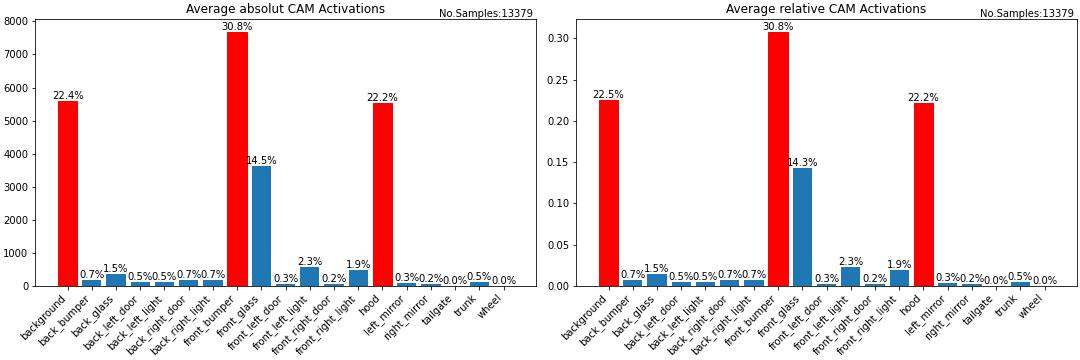 Average absolut CAM Activations
No.Samples:13379
8000
7000
6000
5000
4000
3000
2000
1000
0
22.4%
0.7%
1.5%
0.5%
0.5%
0.7%
0.7%
30.8%
14.5%
0.3%
2.3%
0.2%
1.9%
22.2%
0.3%
0.2%
0.0%
0.5%
0.0%
background
back_bumper
back_glass
back_left_door
back_left_light
back_right_door
back_right_light
front_bumper
front_glass
front_left_door
front_left_light
front_right_door
front_right_light
hood
left_mirror
right_mirror
tailgate
trunk
wheel
Average relative CAM Activations
No.Samples:13379
0.30
0.25
0.20
0.15
0.10
0.05
0.00
22.5%
0.7%
1.5%
0.5%
0.5%
0.7%
0.7%
30.8%
14.3%
0.3%
2.3%
0.2%
1.9%
22.2%
0.3%
0.2%
0.0%
0.5%
0.0%
background
back_bumper
back_glass
back_left_door
back_left_light
back_right_door
back_right_light
front_bumper
front_glass
front_left_door
front_left_light
front_right_door
front_right_light
hood
left_mirror
right_mirror
tailgate
trunk
wheel